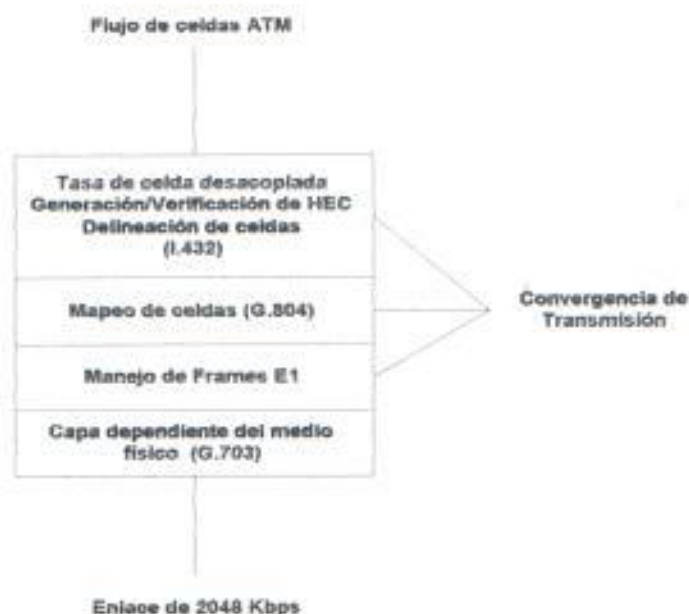 Flujo de celdas ATM
Tasa de celda desacoplada
Generación/Verificación de HEC
Delineación de celdas
(I.432)
Mapeo de celdas (G.804)
Manejo de Frames E1
Capa dependiente del medio
físico (G.703)
Convergencia de
Transmisión
Enlace de 2048 Kbps